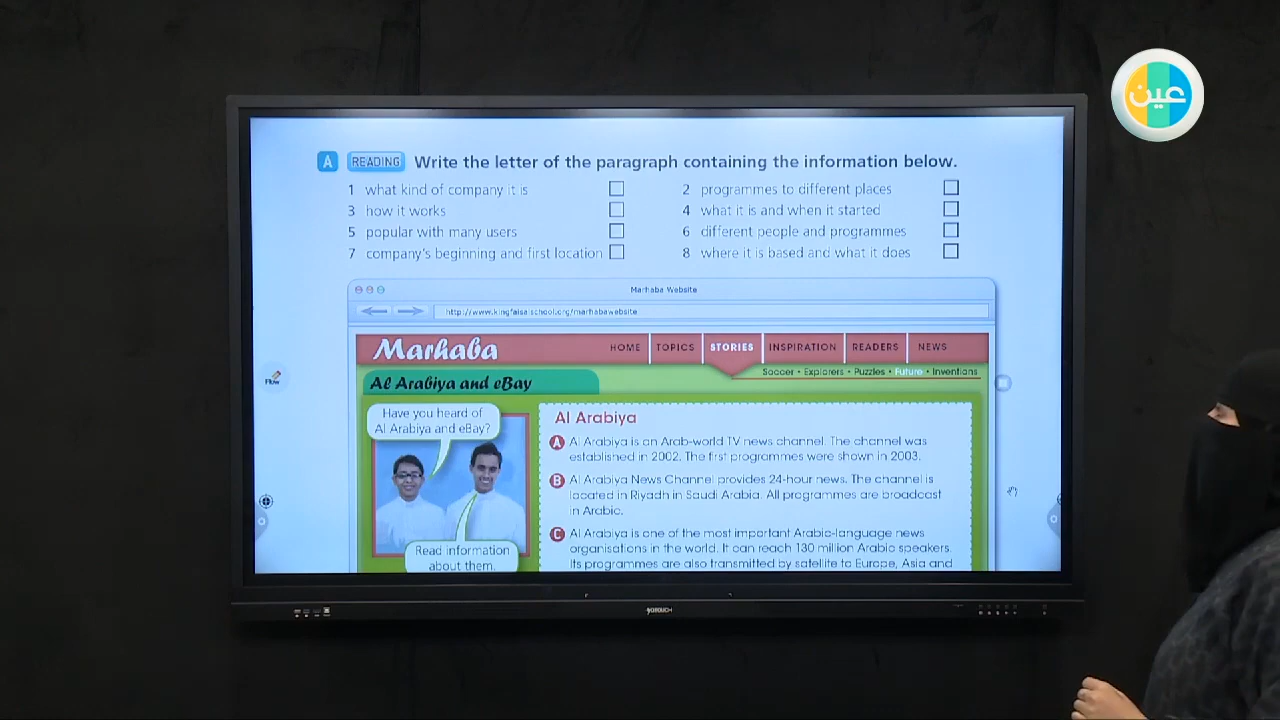 عين
A READING Write the letter of the paragraph containing the information below.
1 what kind of company it is
2 programmes to different places
3 how it works
4 what it is and when it started
5 popular with many users
6 different people and programmes
7 company's beginning and first location
8 where it is based and what it does
Marhaba Website
http://www.kingfaisalschool.org/marhabawebsite
Marhaba
HOME TOPICS STORIES INSPIRATION READERS NEWS
Soccer • Explorers • Puzzles • Future • Inventions
Al Arabiya and eBay
Have you heard of
Al Arabiya and eBay?
Read information
about them.
Al Arabiya
A Al Arabiya is an Arab-world TV news channel. The channel was
established in 2002. The first programmes were shown in 2003.
B Al Arabiya News Channel provides 24-hour news. The channel is
located in Riyadh in Saudi Arabia. All programmes are broadcast
in Arabic.
C Al Arabiya is one of the most important Arabic-language news
organisations in the world. It can reach 130 million Arabic speakers.
Its programmes are also transmitted by satellite to Europe, Asia and
Flow